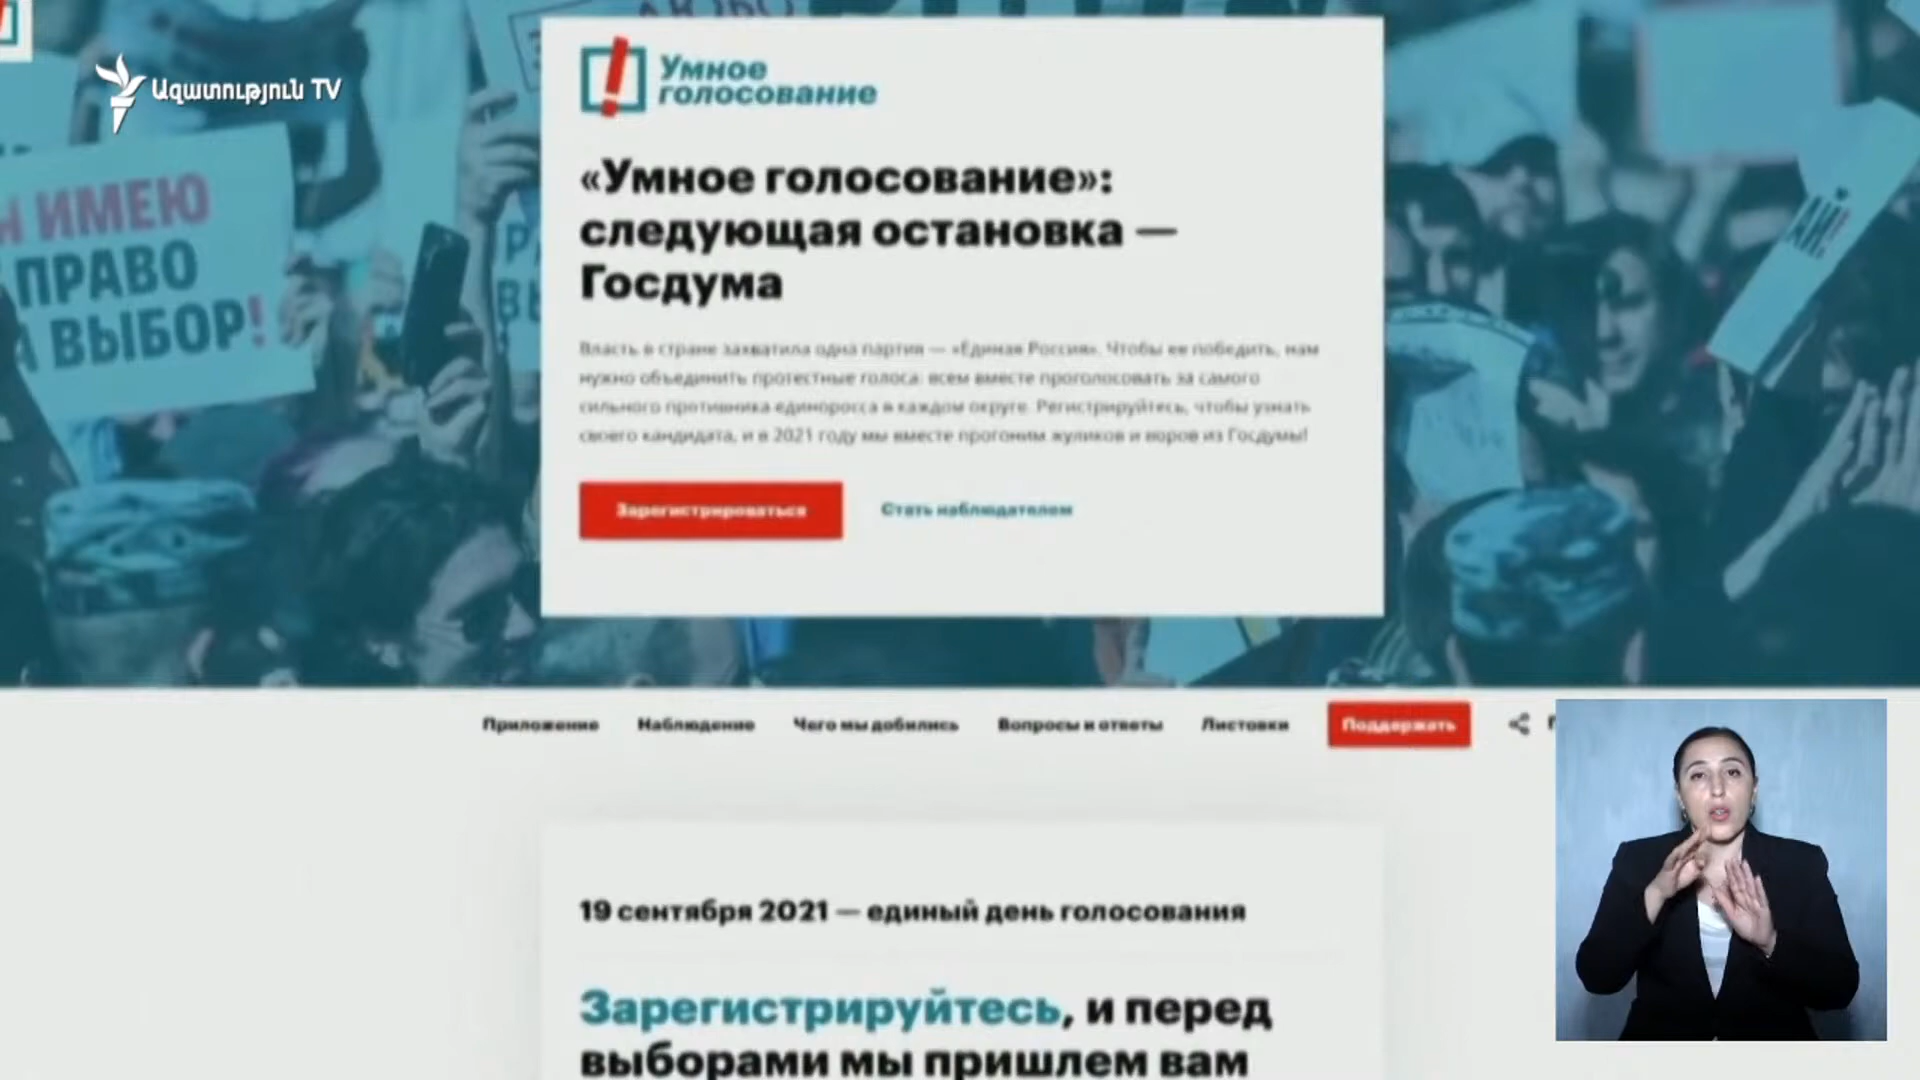 Ազատություն TV
ИМЕЮ
ПРАВО
ВЫБОР!
АЙ!
Умное
голосование
«Умное голосование»:
следующая остановка —
Госдума
Власть в стране захватила одна партия — «Единая Россия». Чтобы ее победить, нам
нужно объединить протестные голоса: всем вместе проголосовать за самого
сильного противника единоросса в каждом округе. Регистрируйтесь, чтобы узнать
своего кандидата, и в 2021 году мы вместе прогоним жуликов и воров из Госдумы!
Зарегистрироваться
Стать наблюдателем
Приложение Наблюдение Чего мы добились Вопросы и ответы Листовки Поддержать
19 сентября 2021 — единый день голосования
Зарегистрируйтесь, и перед
выборами мы пришлем вам